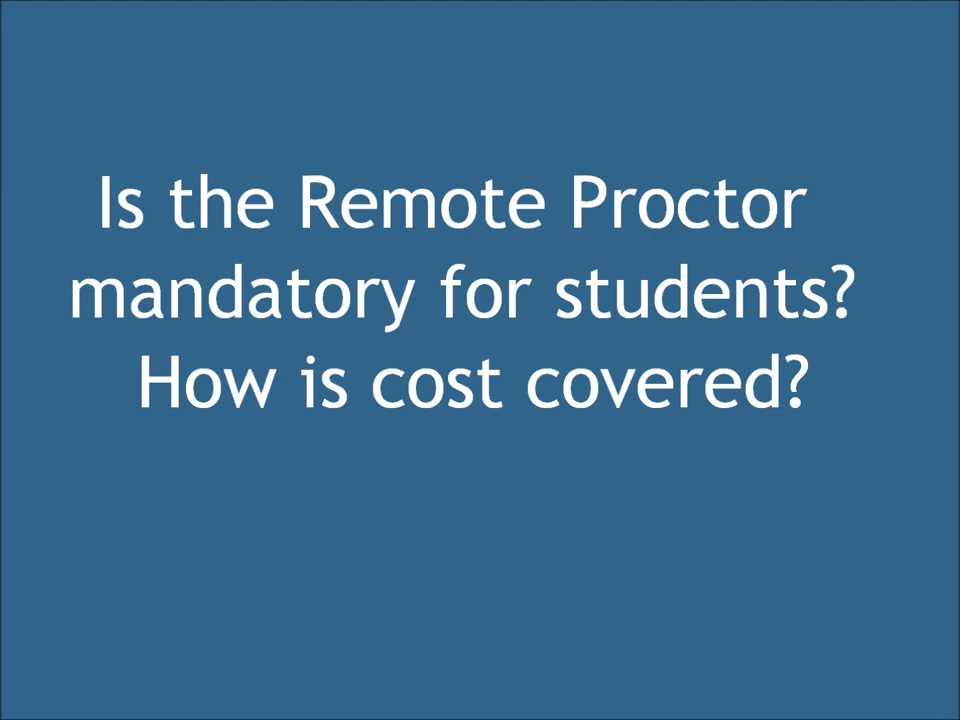 Is the Remote Proctor
mandatory for students?
How is cost covered?